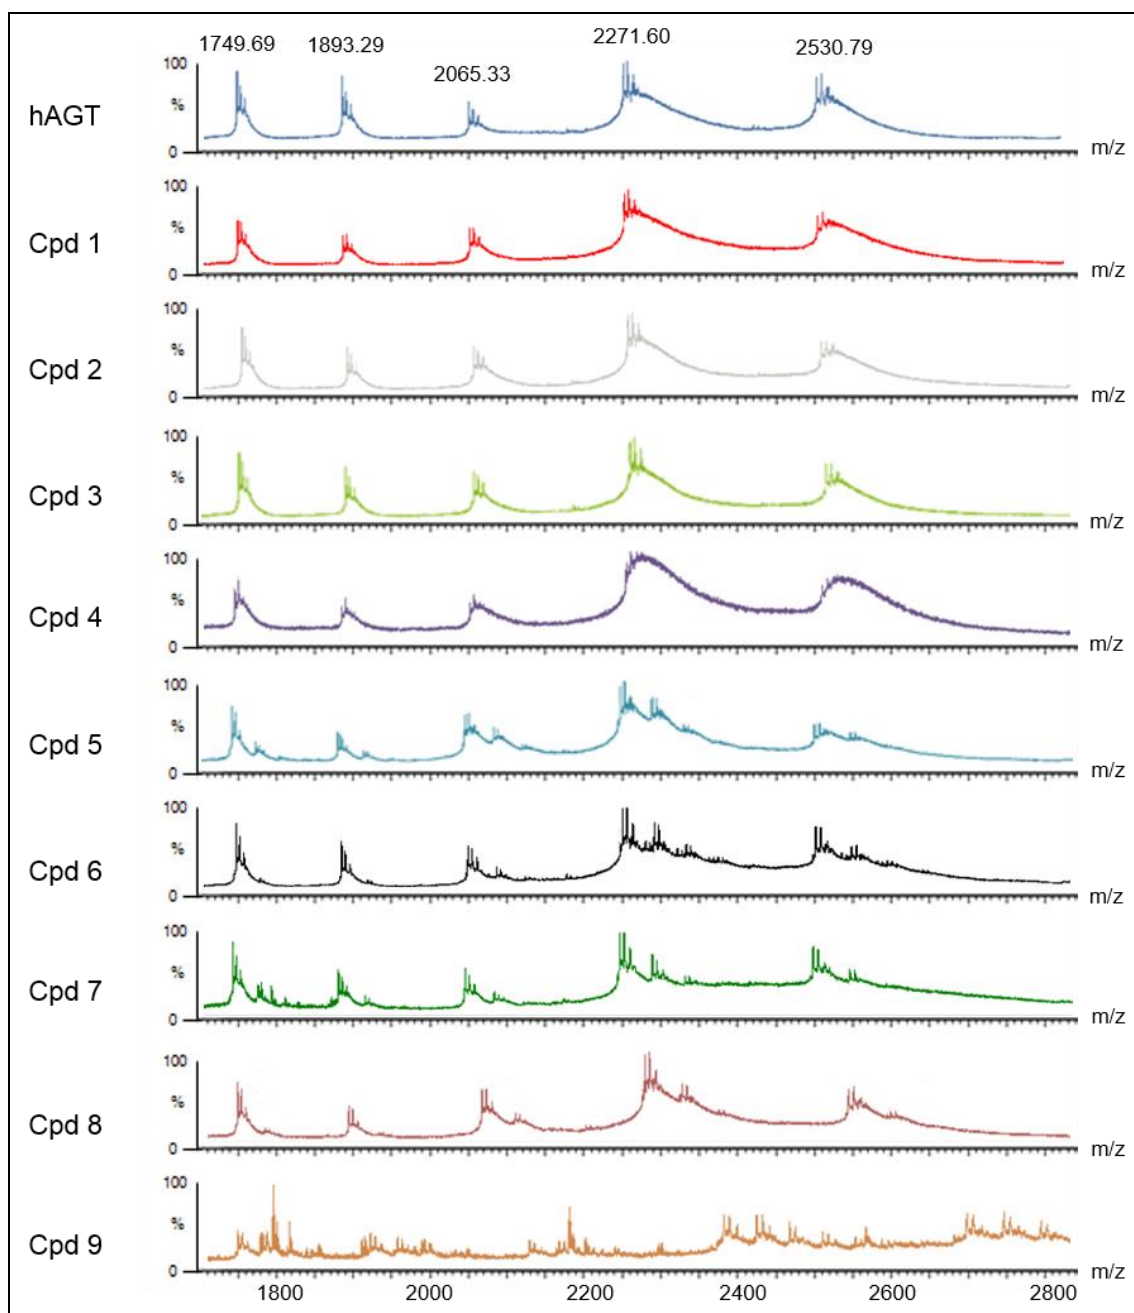 1749.69 1893.29 2065.33 2271.60 2530.79
hAGT 100 % 0 m/z
Cpd 1 100 % 0 m/z
Cpd 2 100 % 0 m/z
Cpd 3 100 % 0 m/z
Cpd 4 100 % 0 m/z
Cpd 5 100 % 0 m/z
Cpd 6 100 % 0 m/z
Cpd 7 100 % 0 m/z
Cpd 8 100 % 0 m/z
Cpd 9 100 % 0 m/z
1800 2000 2200 2400 2600 2800